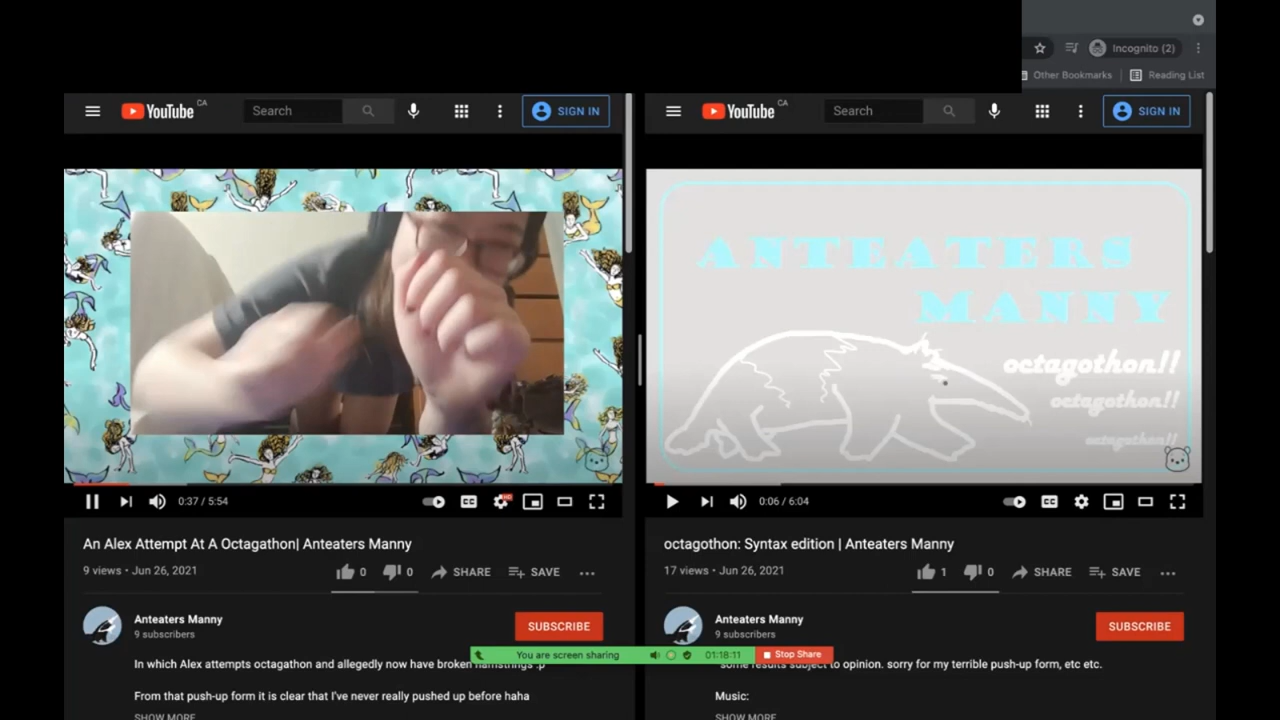 Incognito (2)
Other Bookmarks
Reading List
YouTube CA
Search
SIGN IN
YouTube CA
Search
SIGN IN
ANTEATERS
MANNY
octagothon!!
octagothon!!
octagothon!!
HD
CC
0:37 / 5:54
CC
0:06 / 6:04
An Alex Attempt At A Octagathon| Anteaters Manny
9 views • Jun 26, 2021
0
0
SHARE
SAVE
octagothon: Syntax edition | Anteaters Manny
17 views • Jun 26, 2021
1
0
SHARE
SAVE
Anteaters Manny
9 subscribers
SUBSCRIBE
Anteaters Manny
9 subscribers
SUBSCRIBE
You are screen sharing
01:18:11
Stop Share
In which Alex attempts octagothon and allegedly now have broken hamstrings :p
From that push-up form it is clear that I've never really pushed up before haha
SHOW MORE
some results subject to opinion. sorry for my terrible push-up form, etc etc.
Music:
SHOW MORE